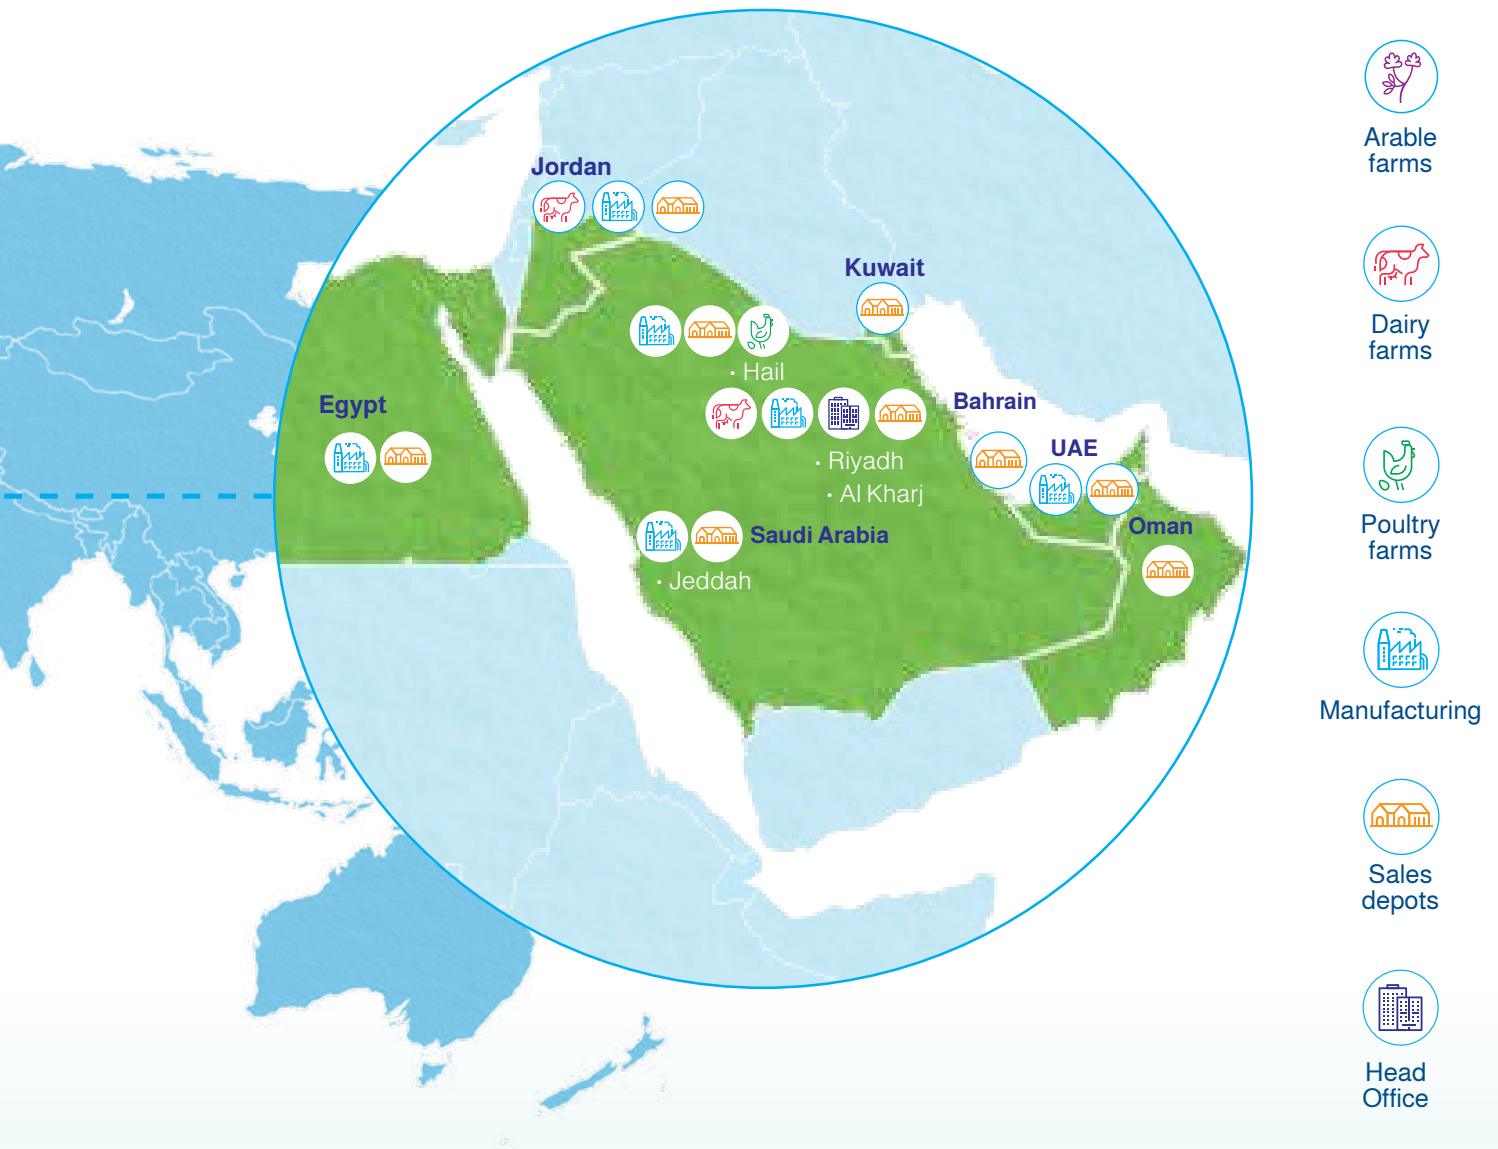 Jordan
Kuwait
· Hail
Egypt
Bahrain
UAE
· Riyadh
· Al Kharj
Oman
Saudi Arabia
· Jeddah
Arable
farms
Dairy
farms
Poultry
farms
Manufacturing
Sales
depots
Head
Office